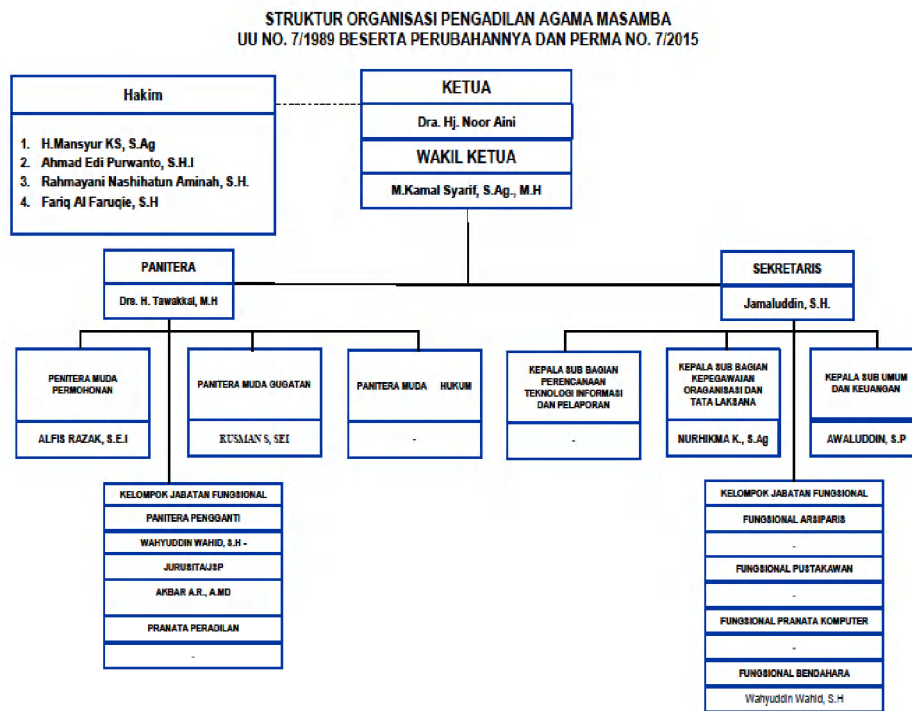 STRUKTUR ORGANISASI PENGADILAN AGAMA MASAMBA
UU NO. 7/1989 BESERTA PERUBAHANNYA DAN PERMA NO. 7/2015
Hakim
1. H.Mansyur KS, S.Ag
2. Ahmad Edi Purwanto, S.H.I
3. Rahmayani Nashihatun Aminah, S.H.
4. Fariq Al Faruqie, S.H
KETUA
Dra. Hj. Noor Aini
WAKIL KETUA
M.Kamal Syarif, S.Ag., M.H
PANITERA
Drs. H. Tawakkal, M.H
SEKRETARIS
Jamaluddin, S.H.
PENITERA MUDA
PERMOHONAN
ALFIS RAZAK, S.E.I
PANITERA MUDA GUGATAN
RUSMAN S, SEI
PANITERA MUDA HUKUM
-
KEPALA SUB BAGIAN
PERENCANAAN
TEKNOLOGI INFORMASI
DAN PELAPORAN
-
KEPALA SUB BAGIAN
KEPEGAWAIAN
ORAGANISASI DAN
TATA LAKSANA
NURHIKMA K., S.Ag
KEPALA SUB UMUM
DAN KEUANGAN
AWALUDDIN, S.P
KELOMPOK JABATAN FUNGSIONAL
PANITERA PENGGANTI
WAHYUDDIN WAHID, S.H -
JURUSITA/JSP
AKBAR A.R., A.MD
PRANATA PERADILAN
-
KELOMPOK JABATAN FUNGSIONAL
FUNGSIONAL ARSIPARIS
-
FUNGSIONAL PUSTAKAWAN
-
FUNGSIONAL PRANATA KOMPUTER
-
FUNGSIONAL BENDAHARA
Wahyuddin Wahid, S.H